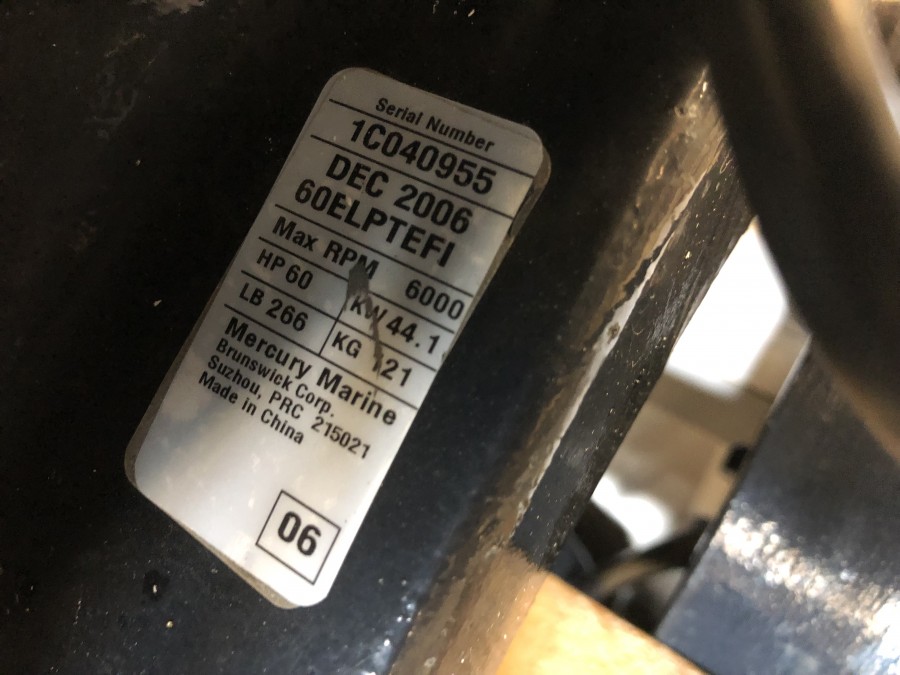 Serial Number
1C040955
DEC 2006
60ELPTEFI
Max RPM 6000
HP 60 KW 44.1
LB 266 KG 121
Mercury Marine
Brunswick Corp.
Suzhou, PRC 215021
Made in China
06